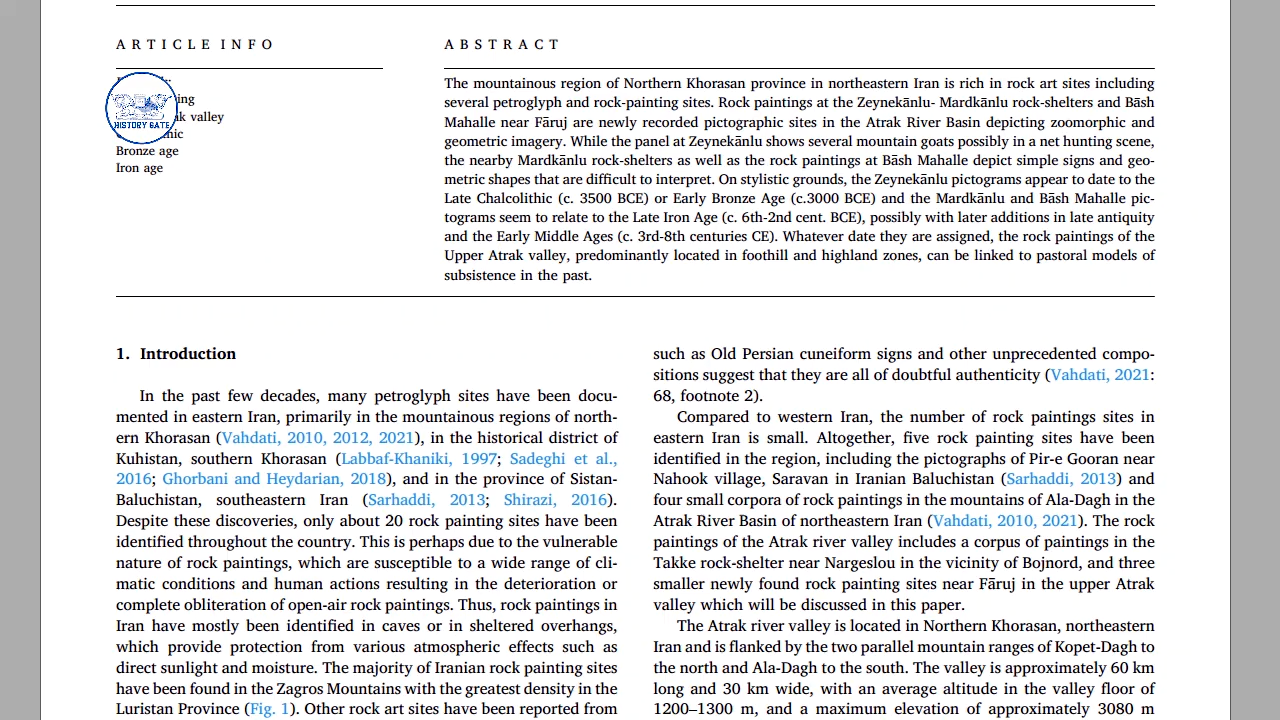 ARTICLE INFO
ing
k valley
ic
Bronze age
Iron age
HISTORY GATE
ABSTRACT
The mountainous region of Northern Khorasan province in northeastern Iran is rich in rock art sites including
several petroglyph and rock-painting sites. Rock paintings at the Zeynekānlu- Mardkānlu rock-shelters and Bāsh
Mahalle near Fāruj are newly recorded pictographic sites in the Atrak River Basin depicting zoomorphic and
geometric imagery. While the panel at Zeynekānlu shows several mountain goats possibly in a net hunting scene,
the nearby Mardkānlu rock-shelters as well as the rock paintings at Bāsh Mahalle depict simple signs and geo-
metric shapes that are difficult to interpret. On stylistic grounds, the Zeynekānlu pictograms appear to date to the
Late Chalcolithic (c. 3500 BCE) or Early Bronze Age (c.3000 BCE) and the Mardkānlu and Bāsh Mahalle pic-
tograms seem to relate to the Late Iron Age (c. 6th-2nd cent. BCE), possibly with later additions in late antiquity
and the Early Middle Ages (c. 3rd-8th centuries CE). Whatever date they are assigned, the rock paintings of the
Upper Atrak valley, predominantly located in foothill and highland zones, can be linked to pastoral models of
subsistence in the past.
1. Introduction
In the past few decades, many petroglyph sites have been docu-
mented in eastern Iran, primarily in the mountainous regions of north-
ern Khorasan (Vahdati, 2010, 2012, 2021), in the historical district of
Kuhistan, southern Khorasan (Labbaf-Khaniki, 1997; Sadeghi et al.,
2016; Ghorbani and Heydarian, 2018), and in the province of Sistan-
Baluchistan, southeastern Iran (Sarhaddi, 2013; Shirazi, 2016).
Despite these discoveries, only about 20 rock painting sites have been
identified throughout the country. This is perhaps due to the vulnerable
nature of rock paintings, which are susceptible to a wide range of cli-
matic conditions and human actions resulting in the deterioration or
complete obliteration of open-air rock paintings. Thus, rock paintings in
Iran have mostly been identified in caves or in sheltered overhangs,
which provide protection from various atmospheric effects such as
direct sunlight and moisture. The majority of Iranian rock painting sites
have been found in the Zagros Mountains with the greatest density in the
Luristan Province (Fig. 1). Other rock art sites have been reported from
such as Old Persian cuneiform signs and other unprecedented compo-
sitions suggest that they are all of doubtful authenticity (Vahdati, 2021:
68, footnote 2).
Compared to western Iran, the number of rock paintings sites in
eastern Iran is small. Altogether, five rock painting sites have been
identified in the region, including the pictographs of Pir-e Gooran near
Nahook village, Saravan in Iranian Baluchistan (Sarhaddi, 2013) and
four small corpora of rock paintings in the mountains of Ala-Dagh in the
Atrak River Basin of northeastern Iran (Vahdati, 2010, 2021). The rock
paintings of the Atrak river valley includes a corpus of paintings in the
Takke rock-shelter near Nargeslou in the vicinity of Bojnord, and three
smaller newly found rock painting sites near Fāruj in the upper Atrak
valley which will be discussed in this paper.
The Atrak river valley is located in Northern Khorasan, northeastern
Iran and is flanked by the two parallel mountain ranges of Kopet-Dagh to
the north and Ala-Dagh to the south. The valley is approximately 60 km
long and 30 km wide, with an average altitude in the valley floor of
1200–1300 m, and a maximum elevation of approximately 3080 m